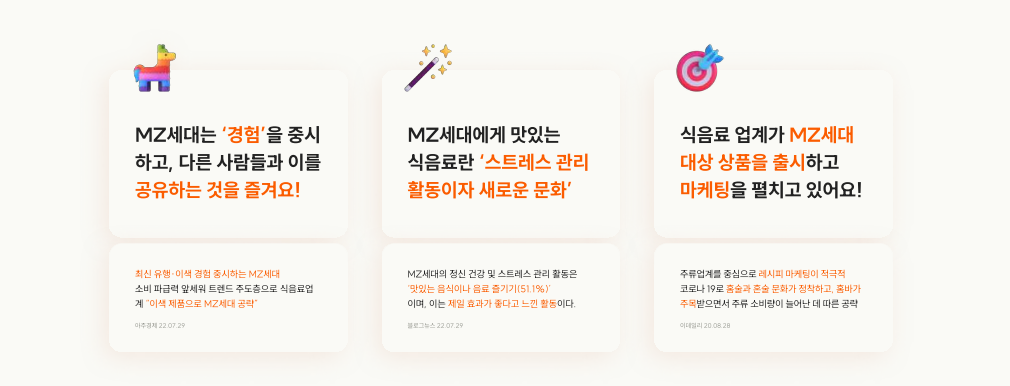 MZ세대는 ‘경험’을 중시
하고, 다른 사람들과 이를
공유하는 것을 즐겨요!
최신 유행·이색 경험 중시하는 MZ세대
소비 파급력 앞세워 트렌드 주도층으로 식음료업
계 “이색 제품으로 MZ세대 공략”
아주경제 22.07.29
MZ세대에게 맛있는
식음료란 ‘스트레스 관리
활동이자 새로운 문화’
MZ세대의 정신 건강 및 스트레스 관리 활동은
‘맛있는 음식이나 음료 즐기기(51.1%)’
이며, 이는 제일 효과가 좋다고 느낀 활동이다.
블로그뉴스 22.07.29
식음료 업계가 MZ세대
대상 상품을 출시하고
마케팅을 펼치고 있어요!
주류업계를 중심으로 레시피 마케팅이 적극적
코로나 19로 홈술과 혼술 문화가 정착하고, 홈바가
주목받으면서 주류 소비량이 늘어난 데 따른 공략
이데일리 20.08.28